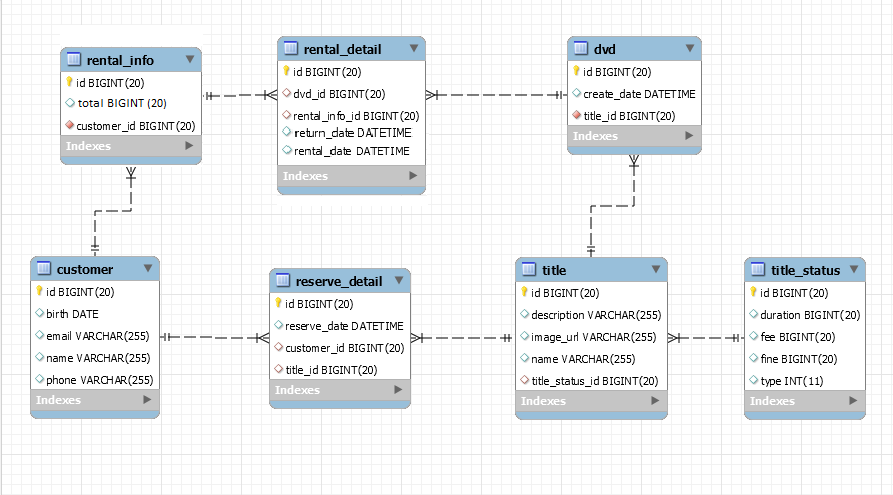 rental_info
id BIGINT(20)
total BIGINT (20)
customer_id BIGINT(20)
Indexes
rental_detail
id BIGINT(20)
dvd_id BIGINT(20)
rental_info_id BIGINT(20)
return_date DATETIME
rental_date DATETIME
Indexes
dvd
id BIGINT(20)
create_date DATETIME
title_id BIGINT(20)
Indexes
customer
id BIGINT(20)
birth DATE
email VARCHAR(255)
name VARCHAR(255)
phone VARCHAR(255)
Indexes
reserve_detail
id BIGINT(20)
reserve_date DATETIME
customer_id BIGINT(20)
title_id BIGINT(20)
Indexes
title
id BIGINT(20)
description VARCHAR(255)
image_url VARCHAR(255)
name VARCHAR(255)
title_status_id BIGINT(20)
Indexes
title_status
id BIGINT(20)
duration BIGINT(20)
fee BIGINT(20)
fine BIGINT(20)
type INT(11)
Indexes